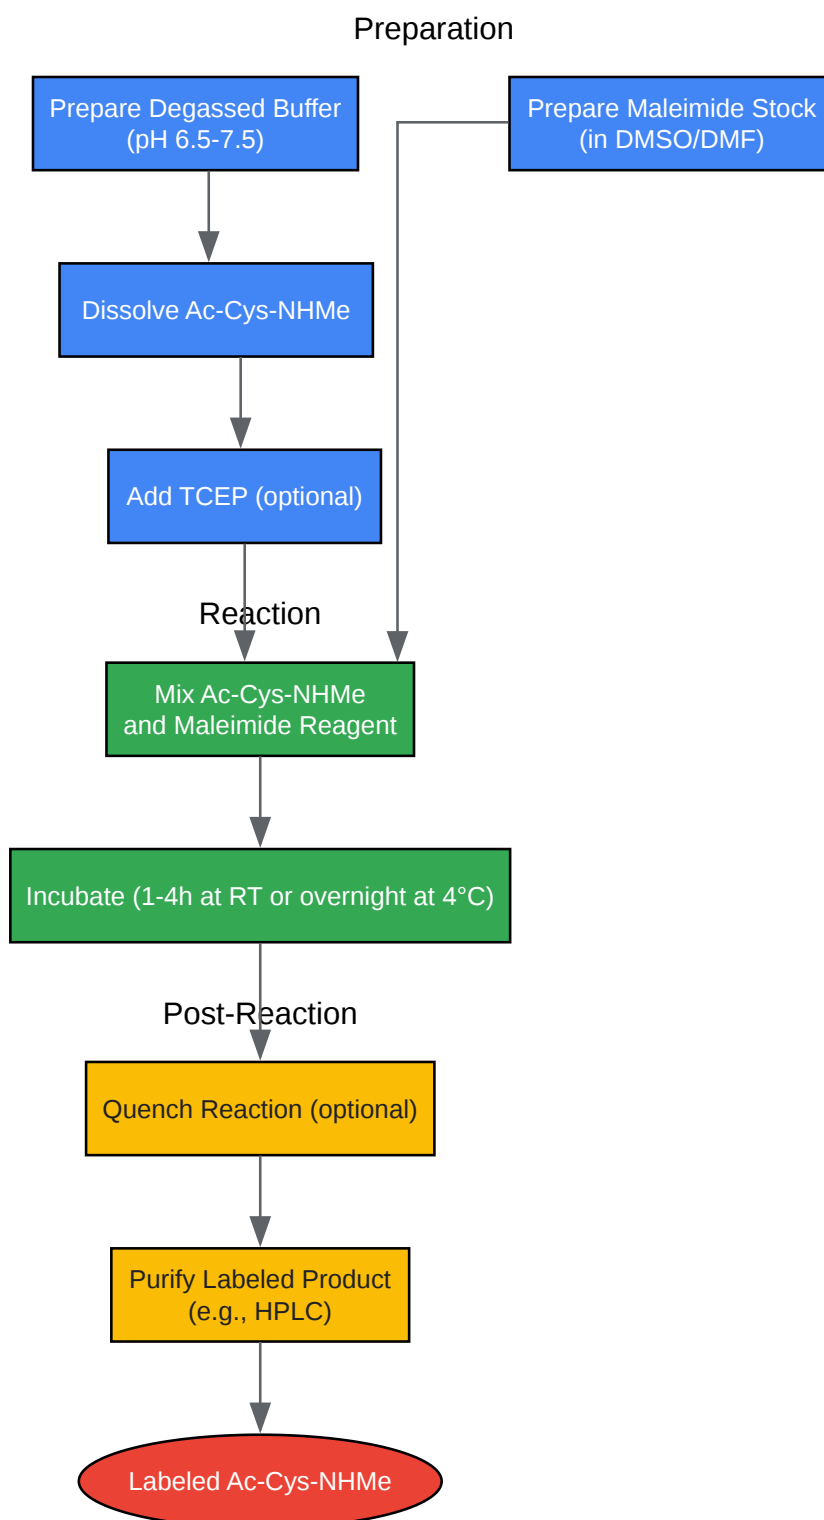 Preparation
Prepare Degassed Buffer
(pH 6.5-7.5)
Prepare Maleimide Stock
(in DMSO/DMF)
Dissolve Ac-Cys-NHMe
Add TCEP (optional)
Reaction
Mix Ac-Cys-NHMe
and Maleimide Reagent
Incubate (1-4h at RT or overnight at 4°C)
Post-Reaction
Quench Reaction (optional)
Purify Labeled Product
(e.g., HPLC)
Labeled Ac-Cys-NHMe